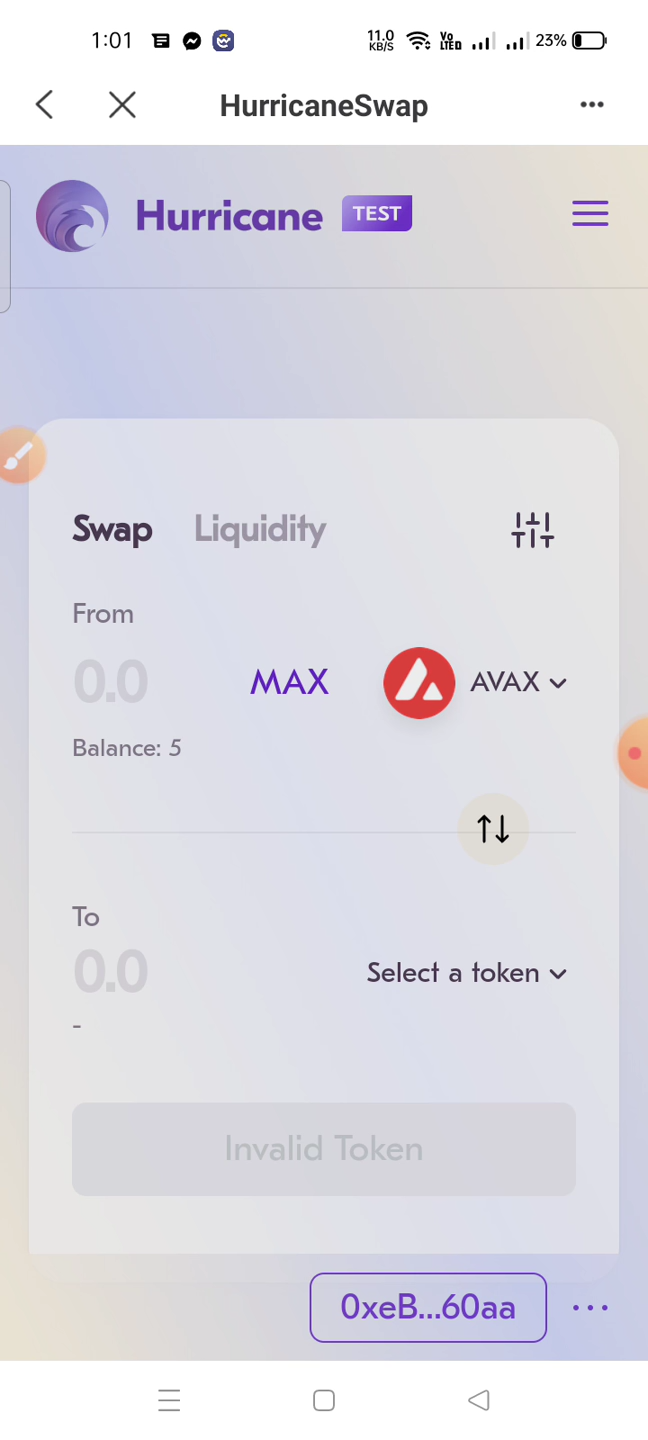 1:01 11.0 KB/S Vo LTED 23%
HurricaneSwap
Hurricane TEST
Swap Liquidity
From
0.0 MAX AVAX
Balance: 5
To
0.0 Select a token
-
Invalid Token
0xeB...60aa